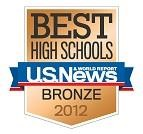 BEST
HIGH SCHOOLS
U.S.News
& WORLD REPORT
BRONZE
2012